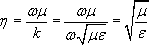 η = ωμ/k = ωμ/(ω√(με)) = √(μ/ε)